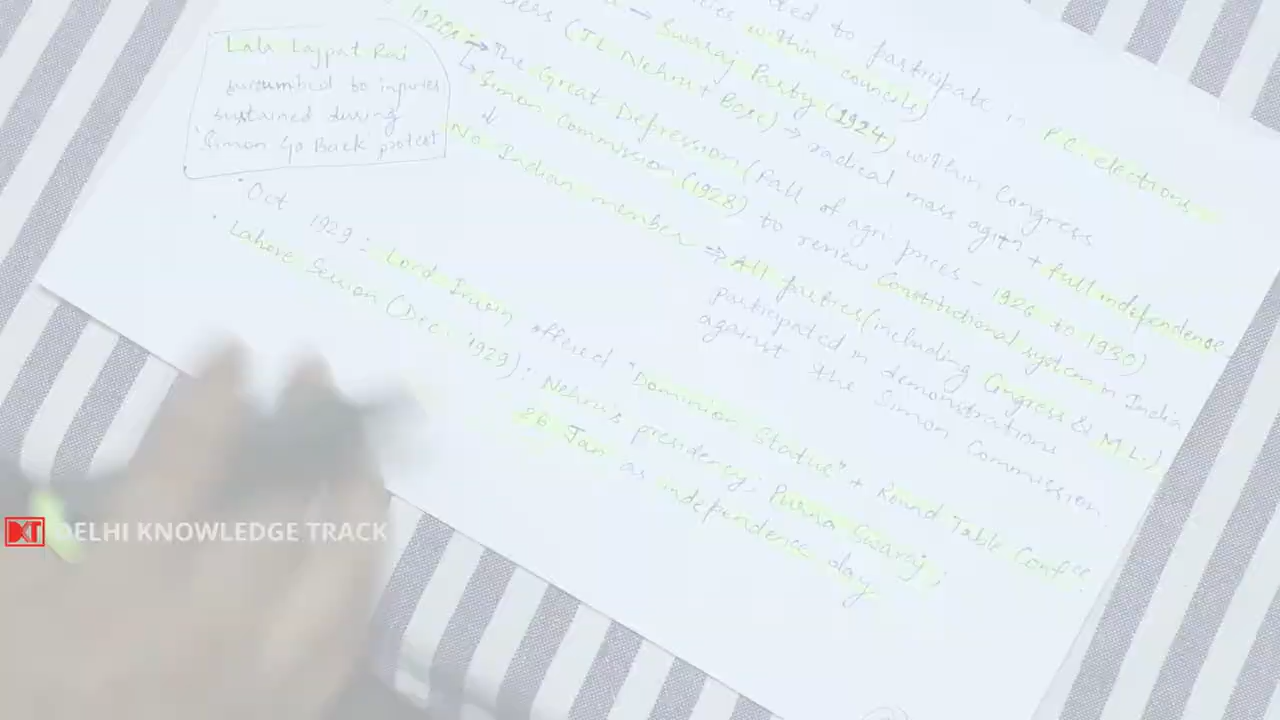 to participate in P.C. elections
within councils)
→ Swaraj Party (1924) within Congress
(JL Nehru + Bose) → radical mass agitn + full independence
1920s → The Great Depression (fall of agri prices - 1926 to 1930)
↳ Simon Commission (1928) to review Constitutional system in India
↓
No Indian member ⇒ All parties (including Congress & M.L.)
participated in demonstrations
against the Simon Commission.
Lala Lajpat Rai
succumbed to injuries
sustained during
'Simon Go Back' protest
• Oct 1929: Lord Irwin offered "Dominion Status" + Round Table Confce
• Lahore Session (Dec. 1929): Nehru's presidency; Purna Swaraj;
26 Jan as independence day
DKT DELHI KNOWLEDGE TRACK